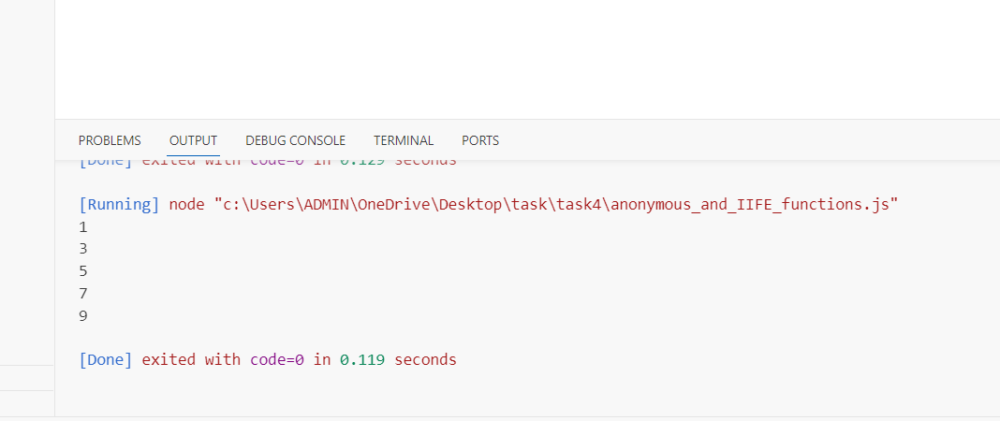 PROBLEMS OUTPUT DEBUG CONSOLE TERMINAL PORTS
[Done] exited with code=0 in 0.129 seconds
[Running] node "c:\Users\ADMIN\OneDrive\Desktop\task\task4\anonymous_and_IIFE_functions.js"
1
3
5
7
9
[Done] exited with code=0 in 0.119 seconds